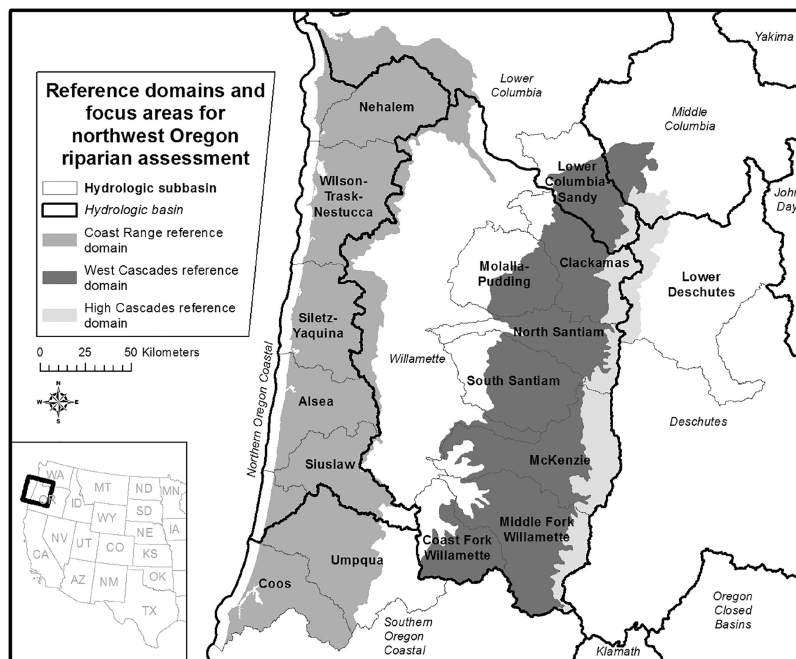 Reference domains and
focus areas for
northwest Oregon
riparian assessment
Hydrologic subbasin
Hydrologic basin
Coast Range reference
domain
West Cascades reference
domain
High Cascades reference
domain
0 25 50 Kilometers
N
W E
S
Yakima
Lower
Columbia
Middle
Columbia
Nehalem
Lower
Columbia-
Sandy
John
Day
Wilson-
Trask-
Nestucca
Clackamas
Molalla-
Pudding
Lower
Deschutes
Siletz-
Yaquina
North Santiam
Willamette
South Santiam
Northern Oregon Coastal
Alsea
Deschutes
Siuslaw
McKenzie
Middle Fork
Willamette
Coast Fork
Willamette
Umpqua
Coos
Southern
Oregon
Coastal
Oregon
Closed
Basins
Klamath
WA
MT
ND
MN
OR
ID
SD
WY
IA
NE
NV
UT
CO
KS
CA
AZ
NM
OK
TX